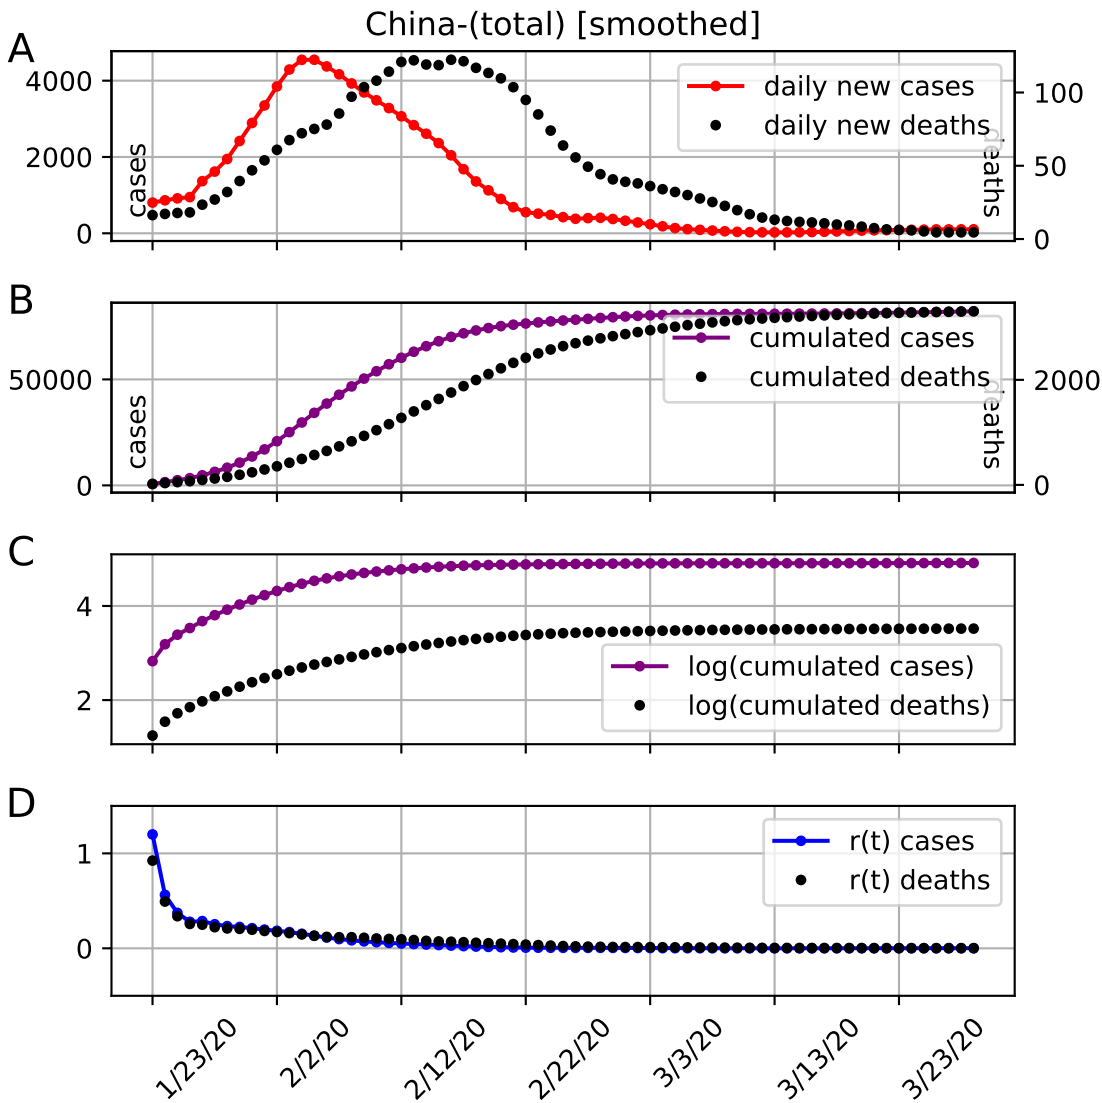 China-(total) [smoothed]
A
4000
2000
0
cases
100
50
0
deaths
daily new cases
daily new deaths
B
50000
0
cases
2000
0
deaths
cumulated cases
cumulated deaths
C
4
2
log(cumulated cases)
log(cumulated deaths)
D
1
0
r(t) cases
r(t) deaths
1/23/20
2/2/20
2/12/20
2/22/20
3/3/20
3/13/20
3/23/20